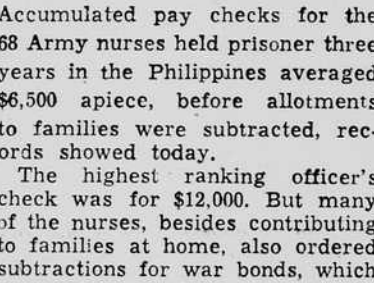 Accumulated pay checks for the
68 Army nurses held prisoner three
years in the Philippines averaged
$6,500 apiece, before allotments
to families were subtracted, rec-
ords showed today.
The highest ranking officer's
check was for $12,000. But many
of the nurses, besides contributing
to families at home, also ordered
subtractions for war bonds, which